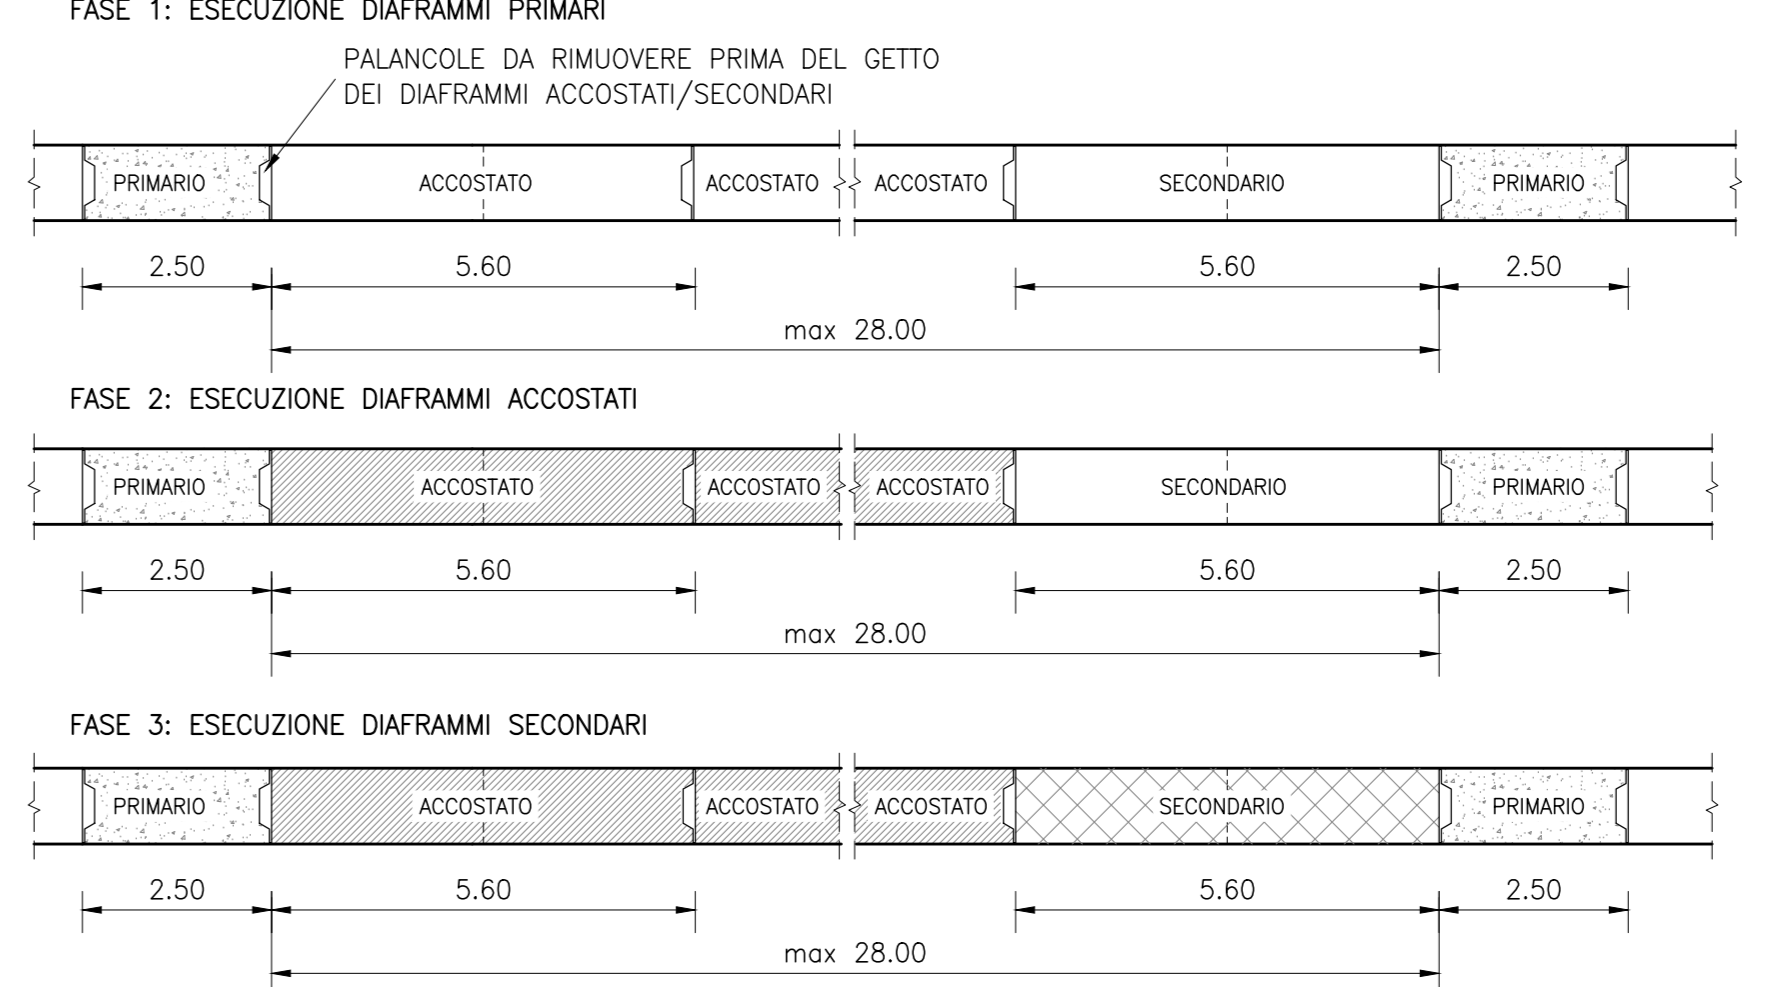 FASE 1: ESECUZIONE DIAFRAMMI PRIMARI
PALANCOLE DA RIMUOVERE PRIMA DEL GETTO
DEI DIAFRAMMI ACCOSTATI/SECONDARI
PRIMARIO ACCOSTATO ACCOSTATO ACCOSTATO SECONDARIO PRIMARIO
2.50 5.60 5.60 2.50
max 28.00
FASE 2: ESECUZIONE DIAFRAMMI ACCOSTATI
PRIMARIO ACCOSTATO ACCOSTATO ACCOSTATO SECONDARIO PRIMARIO
2.50 5.60 5.60 2.50
max 28.00
FASE 3: ESECUZIONE DIAFRAMMI SECONDARI
PRIMARIO ACCOSTATO ACCOSTATO ACCOSTATO SECONDARIO PRIMARIO
2.50 5.60 5.60 2.50
max 28.00